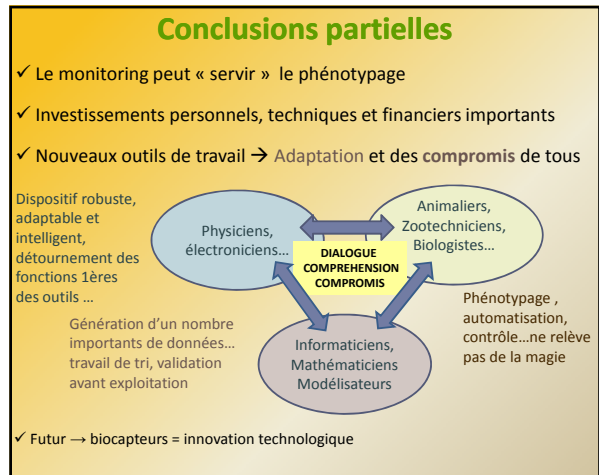 Conclusions partielles
✓ Le monitoring peut « servir » le phénotypage
✓ Investissements personnels, techniques et financiers importants
✓ Nouveaux outils de travail → Adaptation et des compromis de tous
Dispositif robuste,
adaptable et
intelligent,
détournement des
fonctions 1ères
des outils …
Physiciens,
électroniciens…
Animaliers,
Zootechniciens,
Biologistes…
DIALOGUE
COMPREHENSION
COMPROMIS
Génération d'un nombre
importants de données…
travail de tri, validation
avant exploitation
Informaticiens,
Mathématiciens
Modélisateurs
Phénotypage ,
automatisation,
contrôle…ne relève
pas de la magie
✓ Futur → biocapteurs = innovation technologique